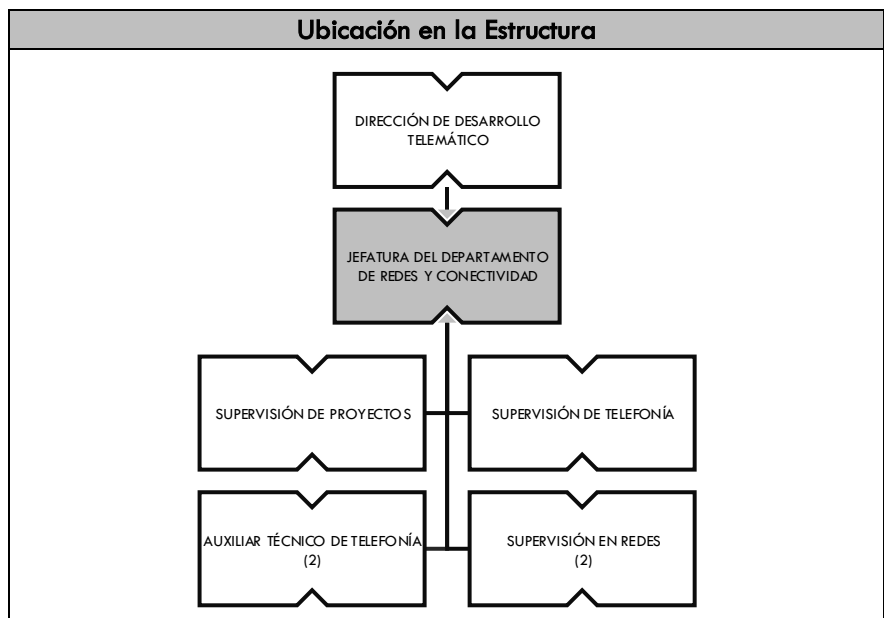 Ubicación en la Estructura
DIRECCIÓN DE DESARROLLO
TELEMÁTICO
JEFATURA DEL DEPARTAMENTO
DE REDES Y CONECTIVIDAD
SUPERVISIÓN DE PROYECTOS
SUPERVISIÓN DE TELEFONÍA
AUXILIAR TÉCNICO DE TELEFONÍA
(2)
SUPERVISIÓN EN REDES
(2)